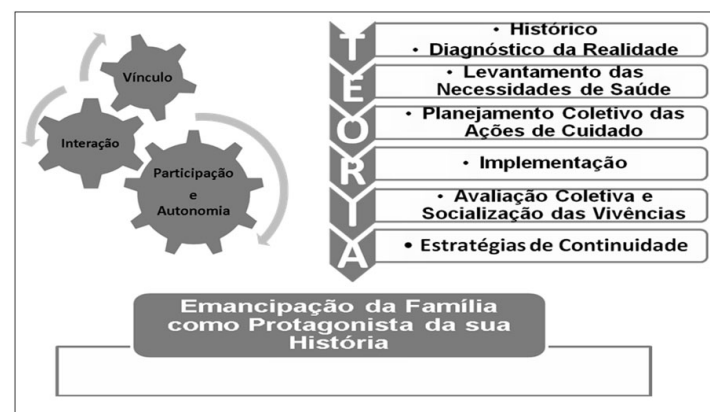 Vínculo
Interação
Participação
e
Autonomia
T
• Histórico
• Diagnóstico da Realidade
E
• Levantamento das
Necessidades de Saúde
O
• Planejamento Coletivo das
Ações de Cuidado
R
• Implementação
I
• Avaliação Coletiva e
Socialização das Vivências
A
• Estratégias de Continuidade
Emancipação da Família
como Protagonista da sua
História